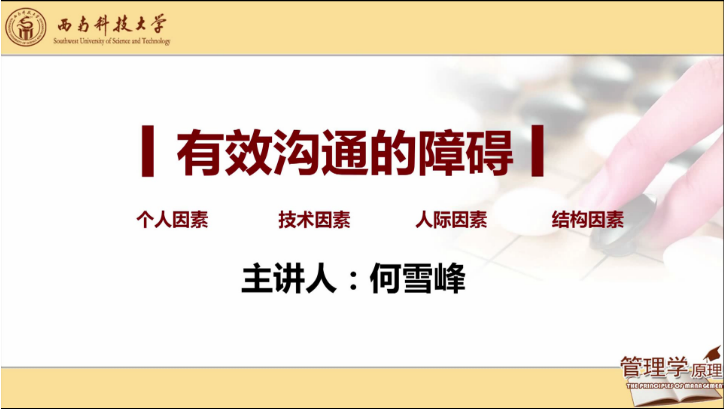 西南科技大学
Southwest University of Science and Technology
有效沟通的障碍
个人因素 技术因素 人际因素 结构因素
主讲人：何雪峰
管理学原理
THE PRINCIPLES OF MANAGEMENT